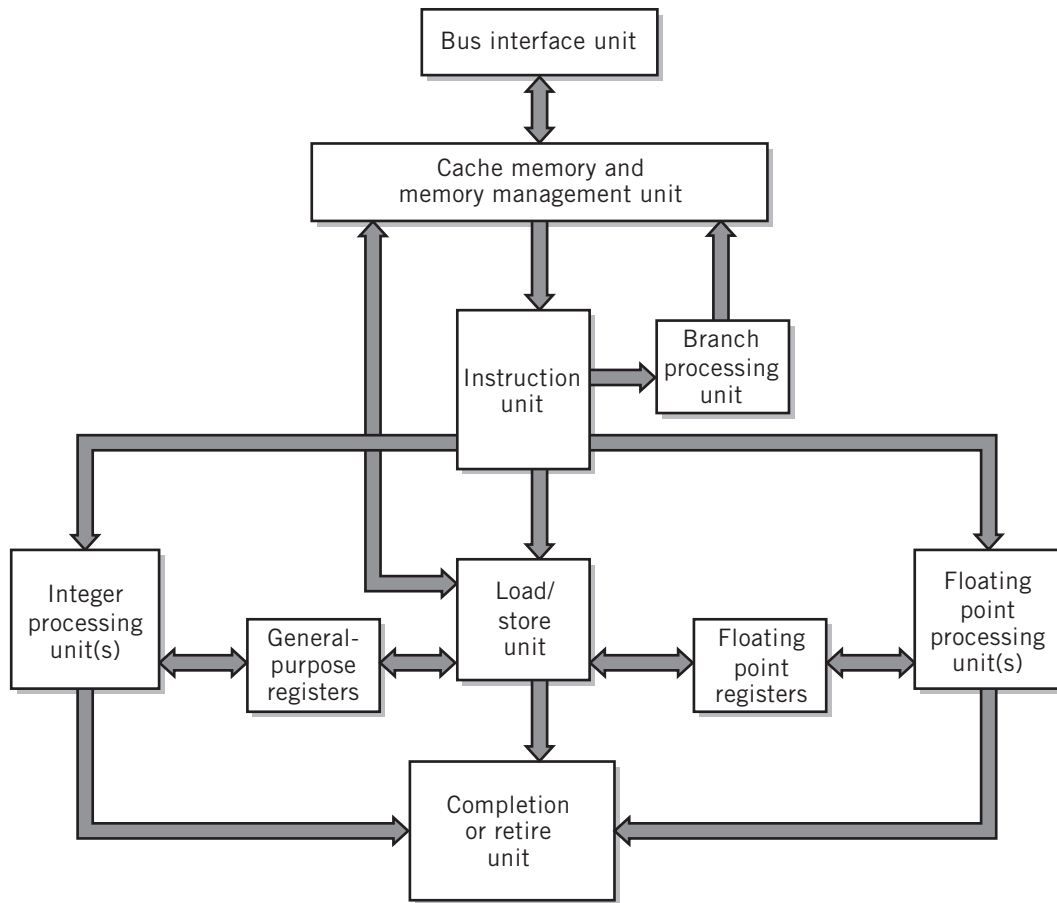 Bus interface unit
Cache memory and
memory management unit
Instruction
unit
Branch
processing
unit
Integer
processing
unit(s)
General-
purpose
registers
Load/
store
unit
Floating
point
registers
Floating
point
processing
unit(s)
Completion
or retire
unit